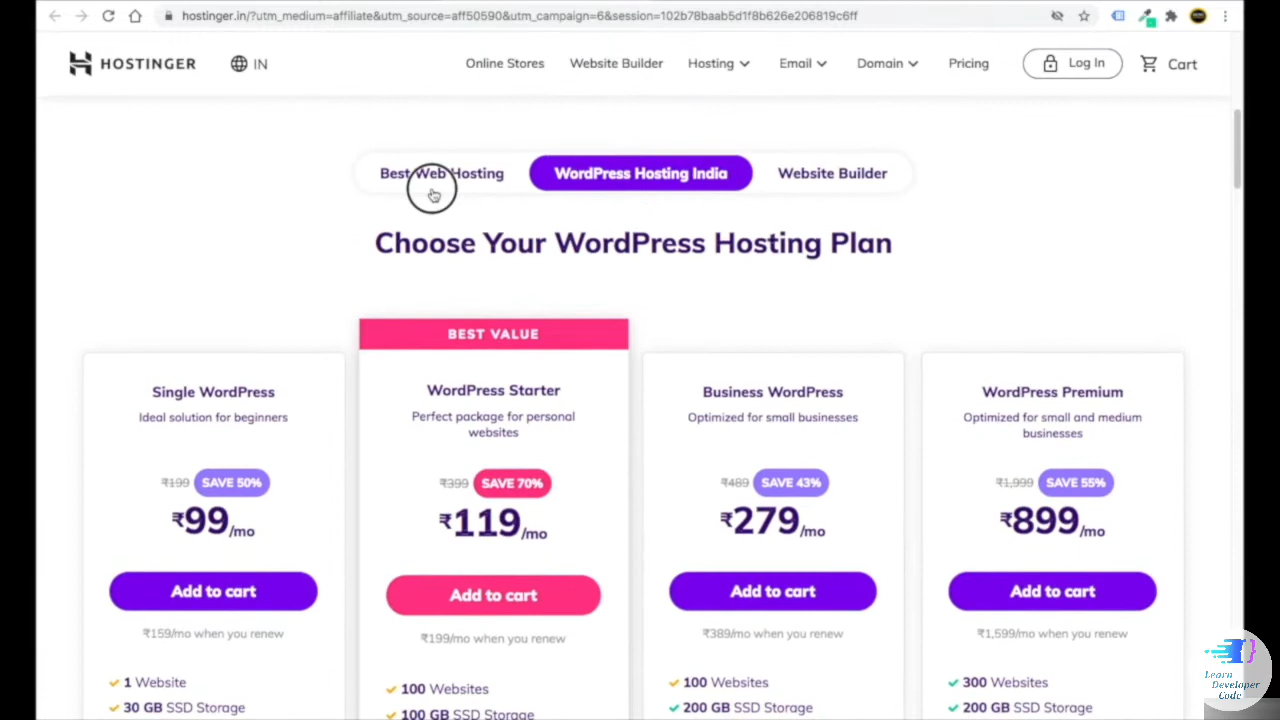 hostinger.in/?utm_medium=affiliate&utm_source=aff50590&utm_campaign=6&session=102b78baab5d1f8b626e206819c6ff
HOSTINGER
IN
Online Stores
Website Builder
Hosting
Email
Domain
Pricing
Log In
Cart
Best Web Hosting
WordPress Hosting India
Website Builder
Choose Your WordPress Hosting Plan
Single WordPress
Ideal solution for beginners
₹199 SAVE 50%
₹99/mo
Add to cart
₹159/mo when you renew
1 Website
30 GB SSD Storage
BEST VALUE
WordPress Starter
Perfect package for personal
websites
₹399 SAVE 70%
₹119/mo
Add to cart
₹199/mo when you renew
100 Websites
100 GB SSD Storage
Business WordPress
Optimized for small businesses
₹489 SAVE 43%
₹279/mo
Add to cart
₹389/mo when you renew
100 Websites
200 GB SSD Storage
WordPress Premium
Optimized for small and medium
businesses
₹1,999 SAVE 55%
₹899/mo
Add to cart
₹1,599/mo when you renew
300 Websites
200 GB SSD Storage
Learn
Developer
Code